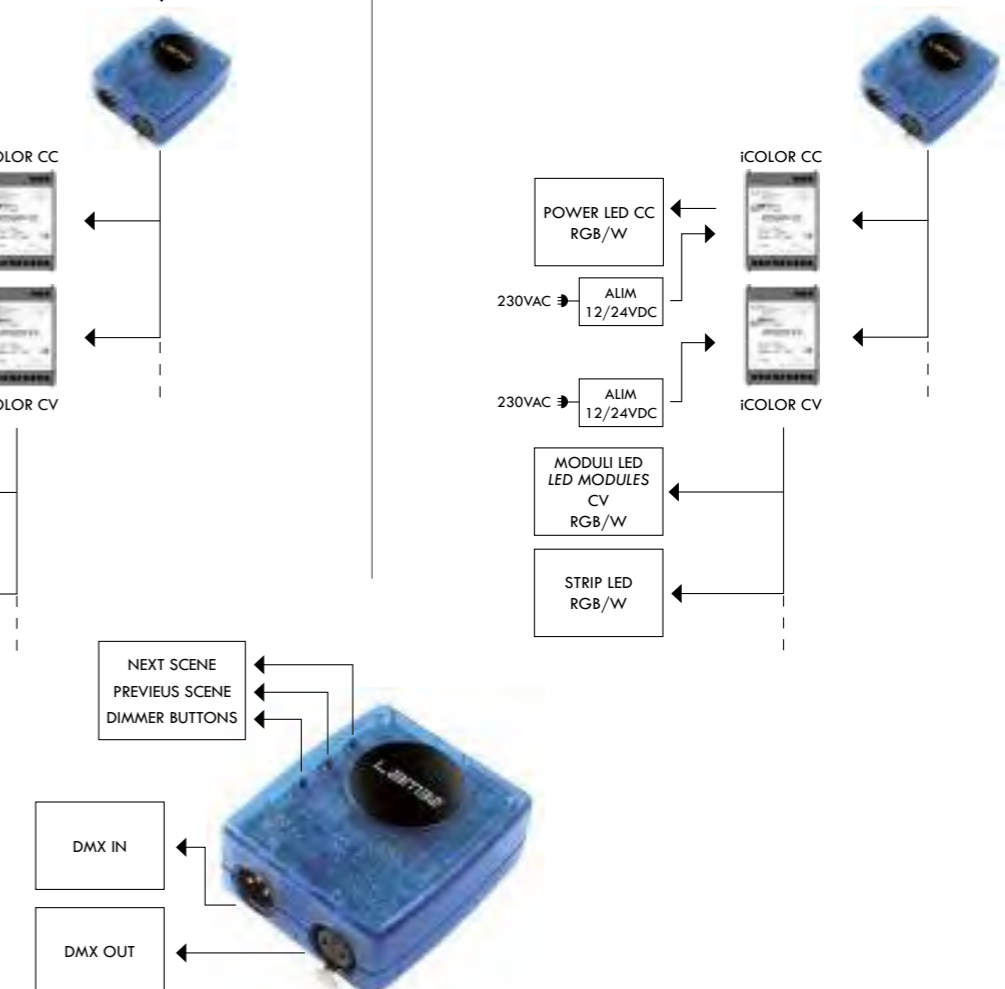 OLOR CC
OLOR CV
iCOLOR CC
POWER LED CC
RGB/W
230VAC
ALIM
12/24VDC
230VAC
ALIM
12/24VDC
iCOLOR CV
MODULI LED
LED MODULES
CV
RGB/W
STRIP LED
RGB/W
NEXT SCENE
PREVIEUS SCENE
DIMMER BUTTONS
DMX IN
DMX OUT